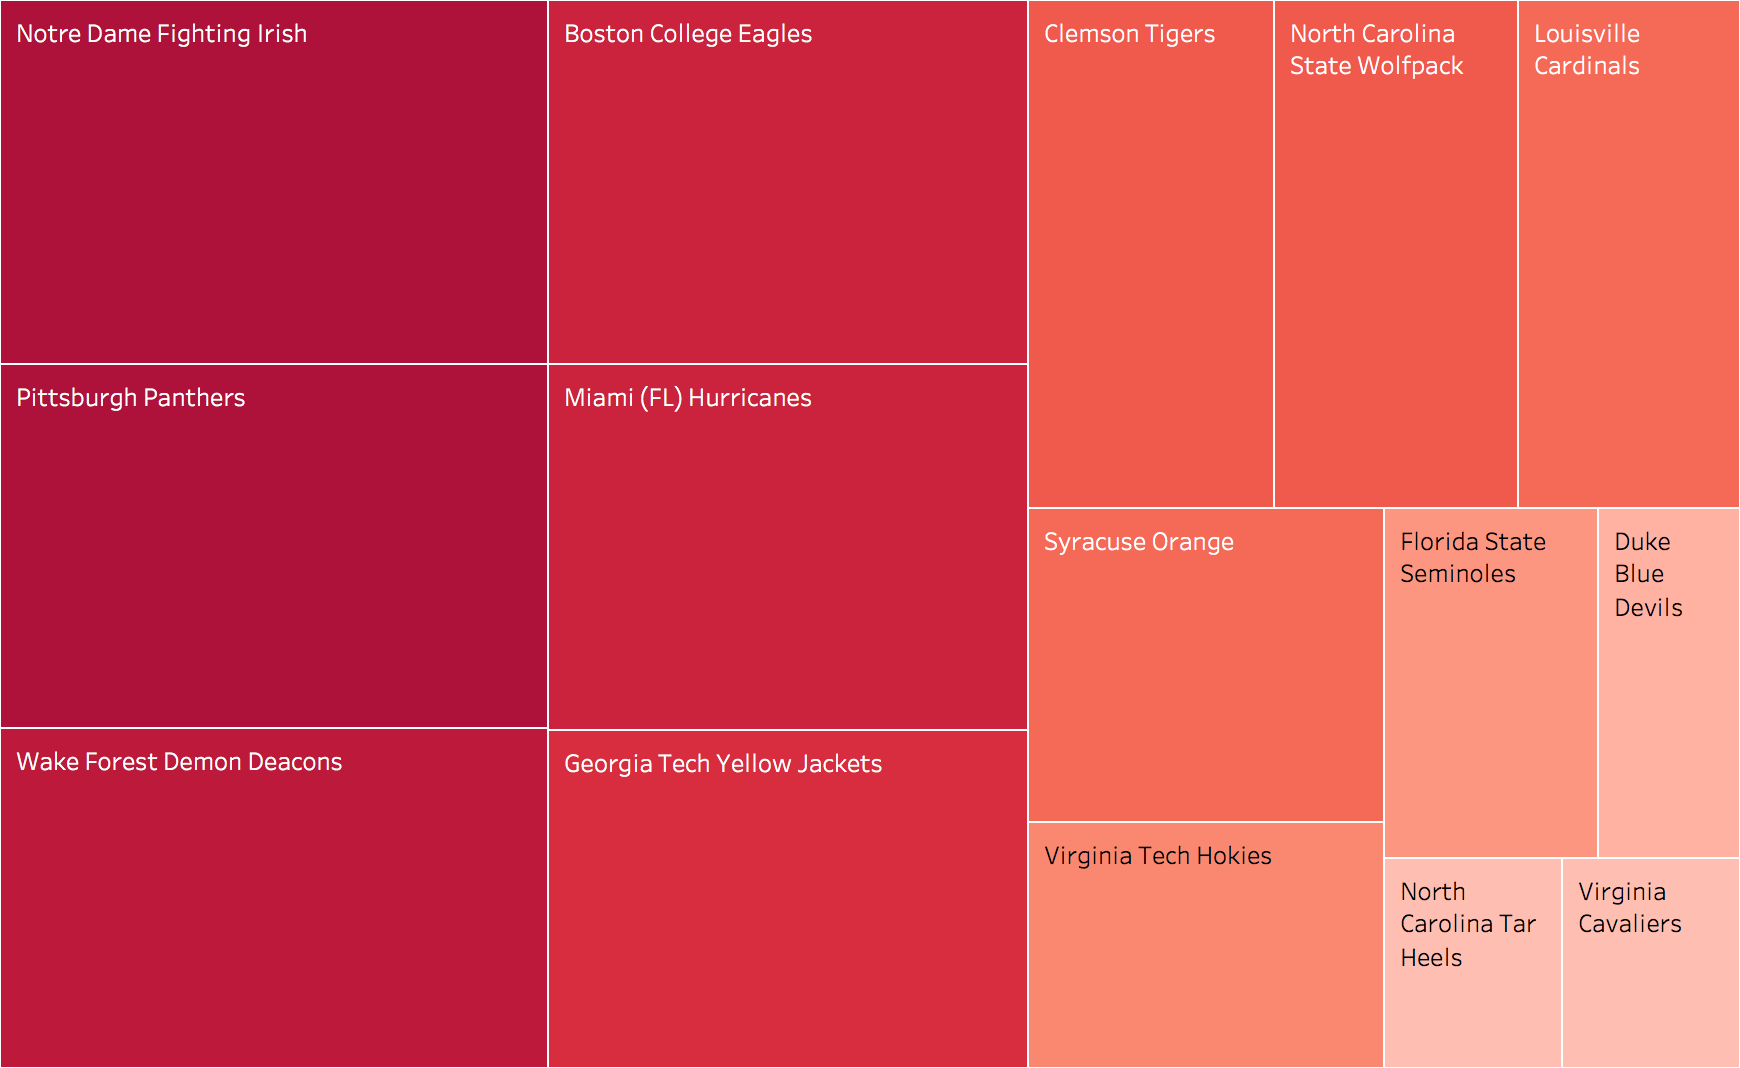 Notre Dame Fighting Irish
Pittsburgh Panthers
Wake Forest Demon Deacons
Boston College Eagles
Miami (FL) Hurricanes
Georgia Tech Yellow Jackets
Clemson Tigers
North Carolina
State Wolfpack
Louisville
Cardinals
Syracuse Orange
Virginia Tech Hokies
Florida State
Seminoles
Duke
Blue
Devils
North
Carolina Tar
Heels
Virginia
Cavaliers